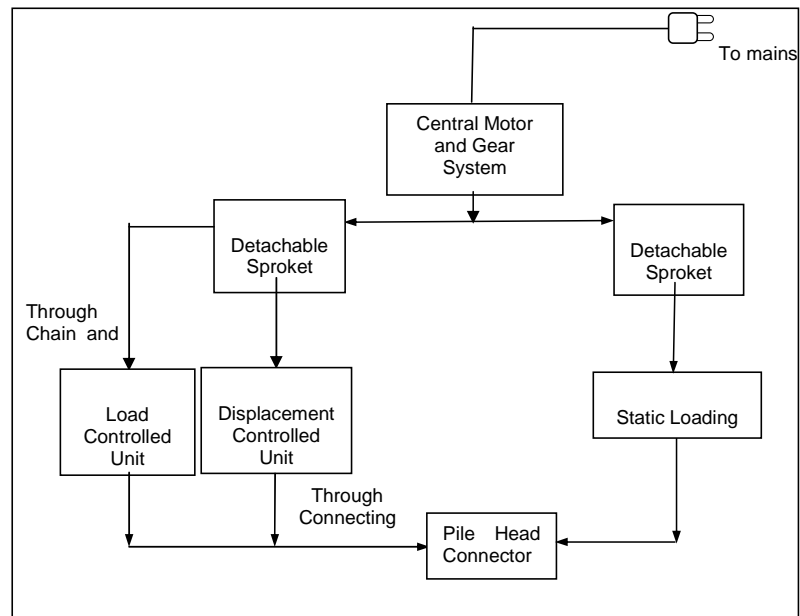 To mains
Central Motor
and Gear
System
Detachable
Sproket
Detachable
Sproket
Through
Chain and
Load
Controlled
Unit
Displacement
Controlled
Unit
Static Loading
Through
Connecting
Pile Head
Connector